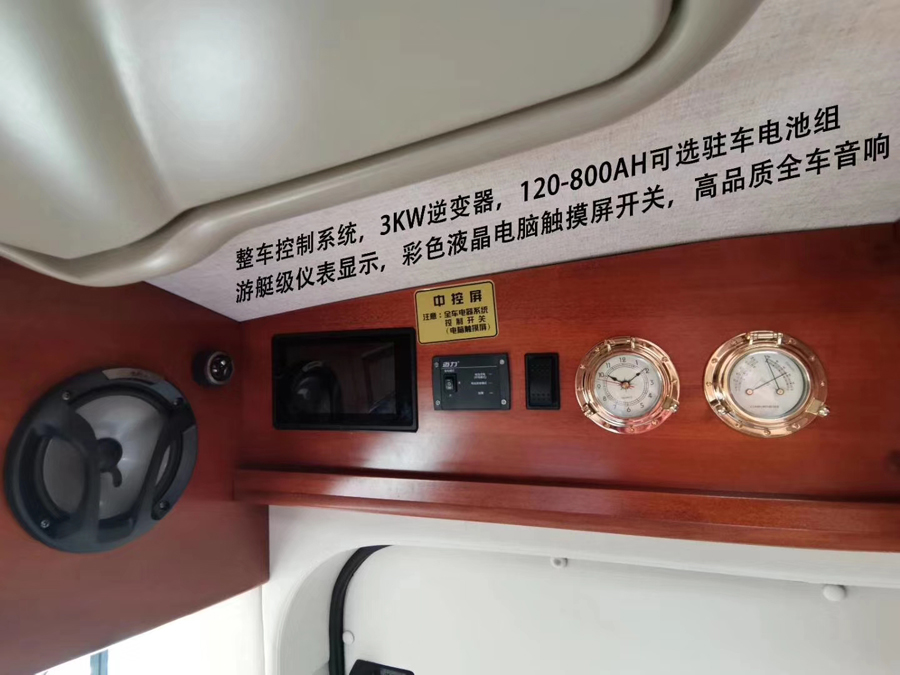 整车控制系统，3KW逆变器，120-800AH可选驻车电池组
游艇级仪表显示，彩色液晶电脑触摸屏开关，高品质全车音响
中控屏
注意：全车电器系统
控制开关
（电脑触摸屏）